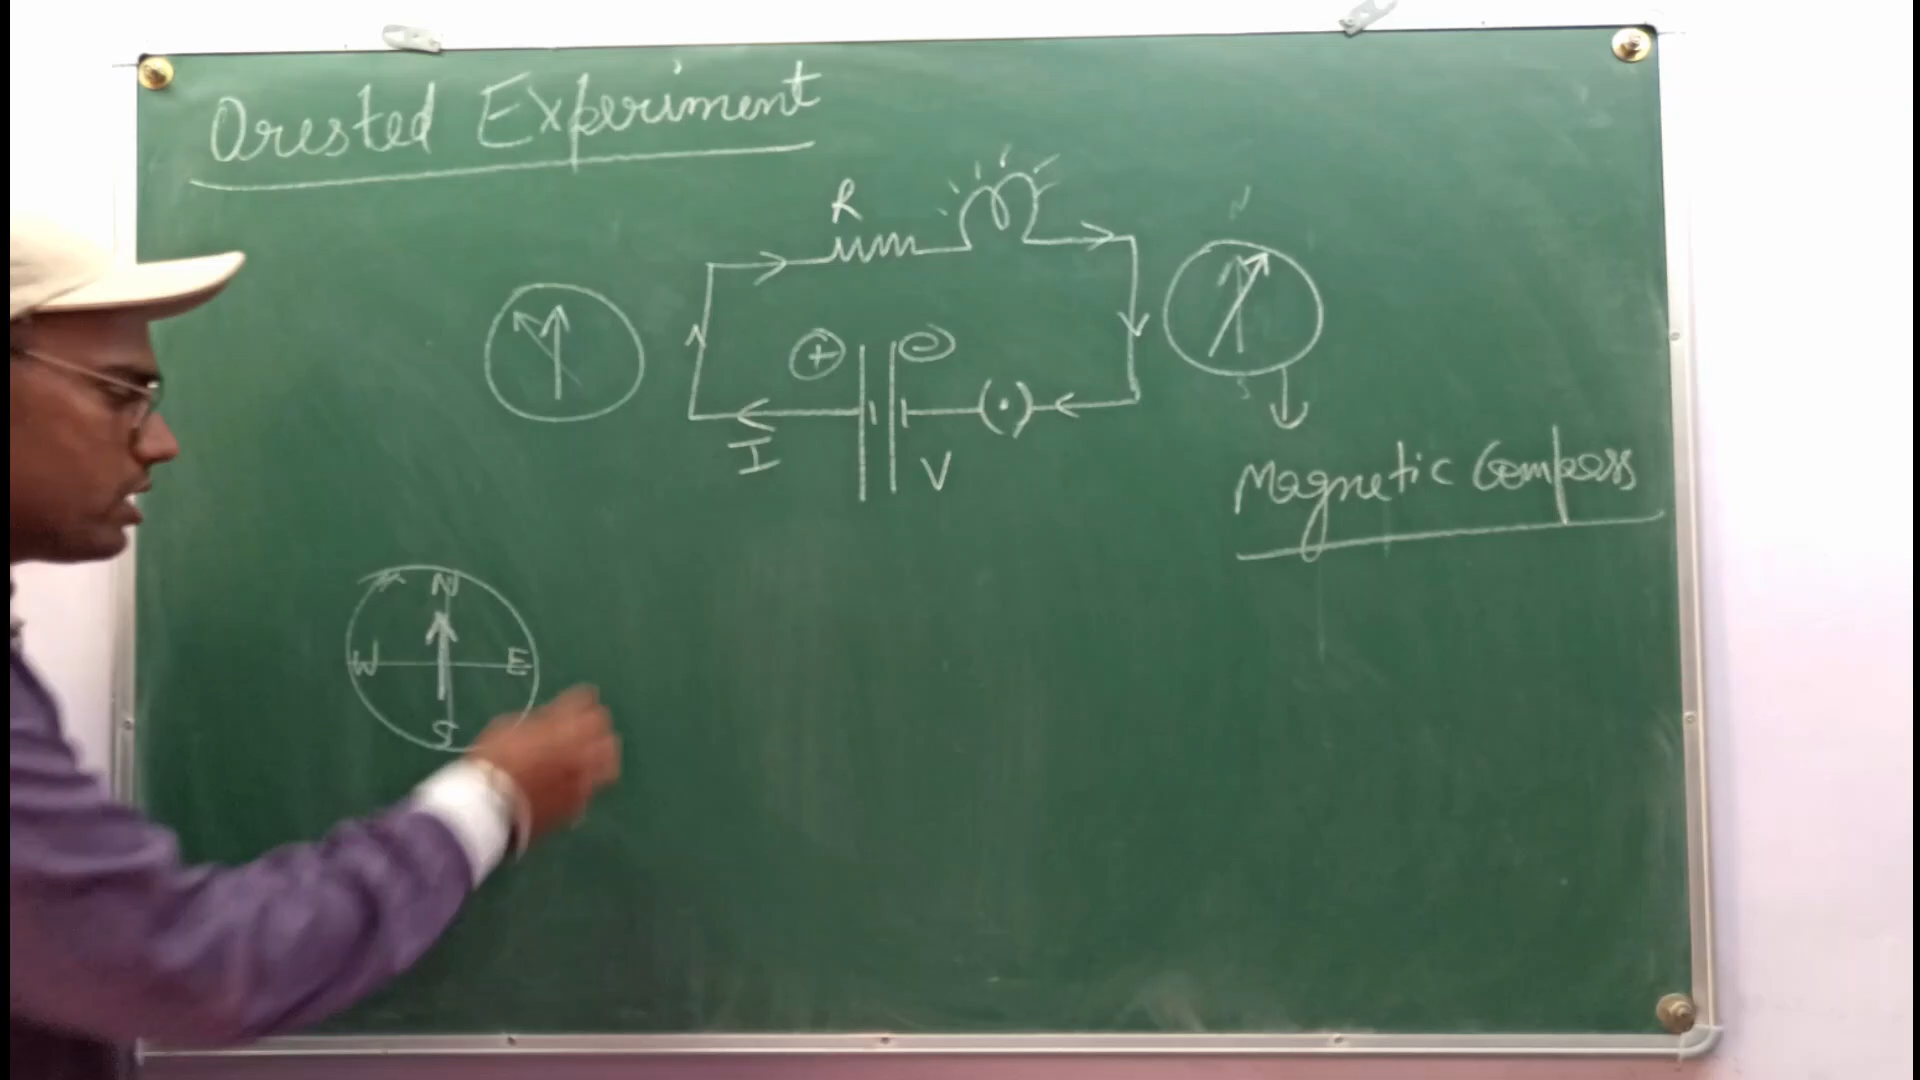 Orested Experiment
R
N
+
-
S
I
V
Magnetic Compass
N
W E
S